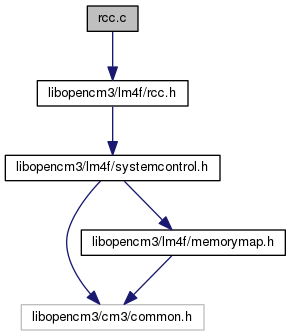 rcc.c
libopencm3/lm4f/rcc.h
libopencm3/lm4f/systemcontrol.h
libopencm3/lm4f/memorymap.h
libopencm3/cm3/common.h